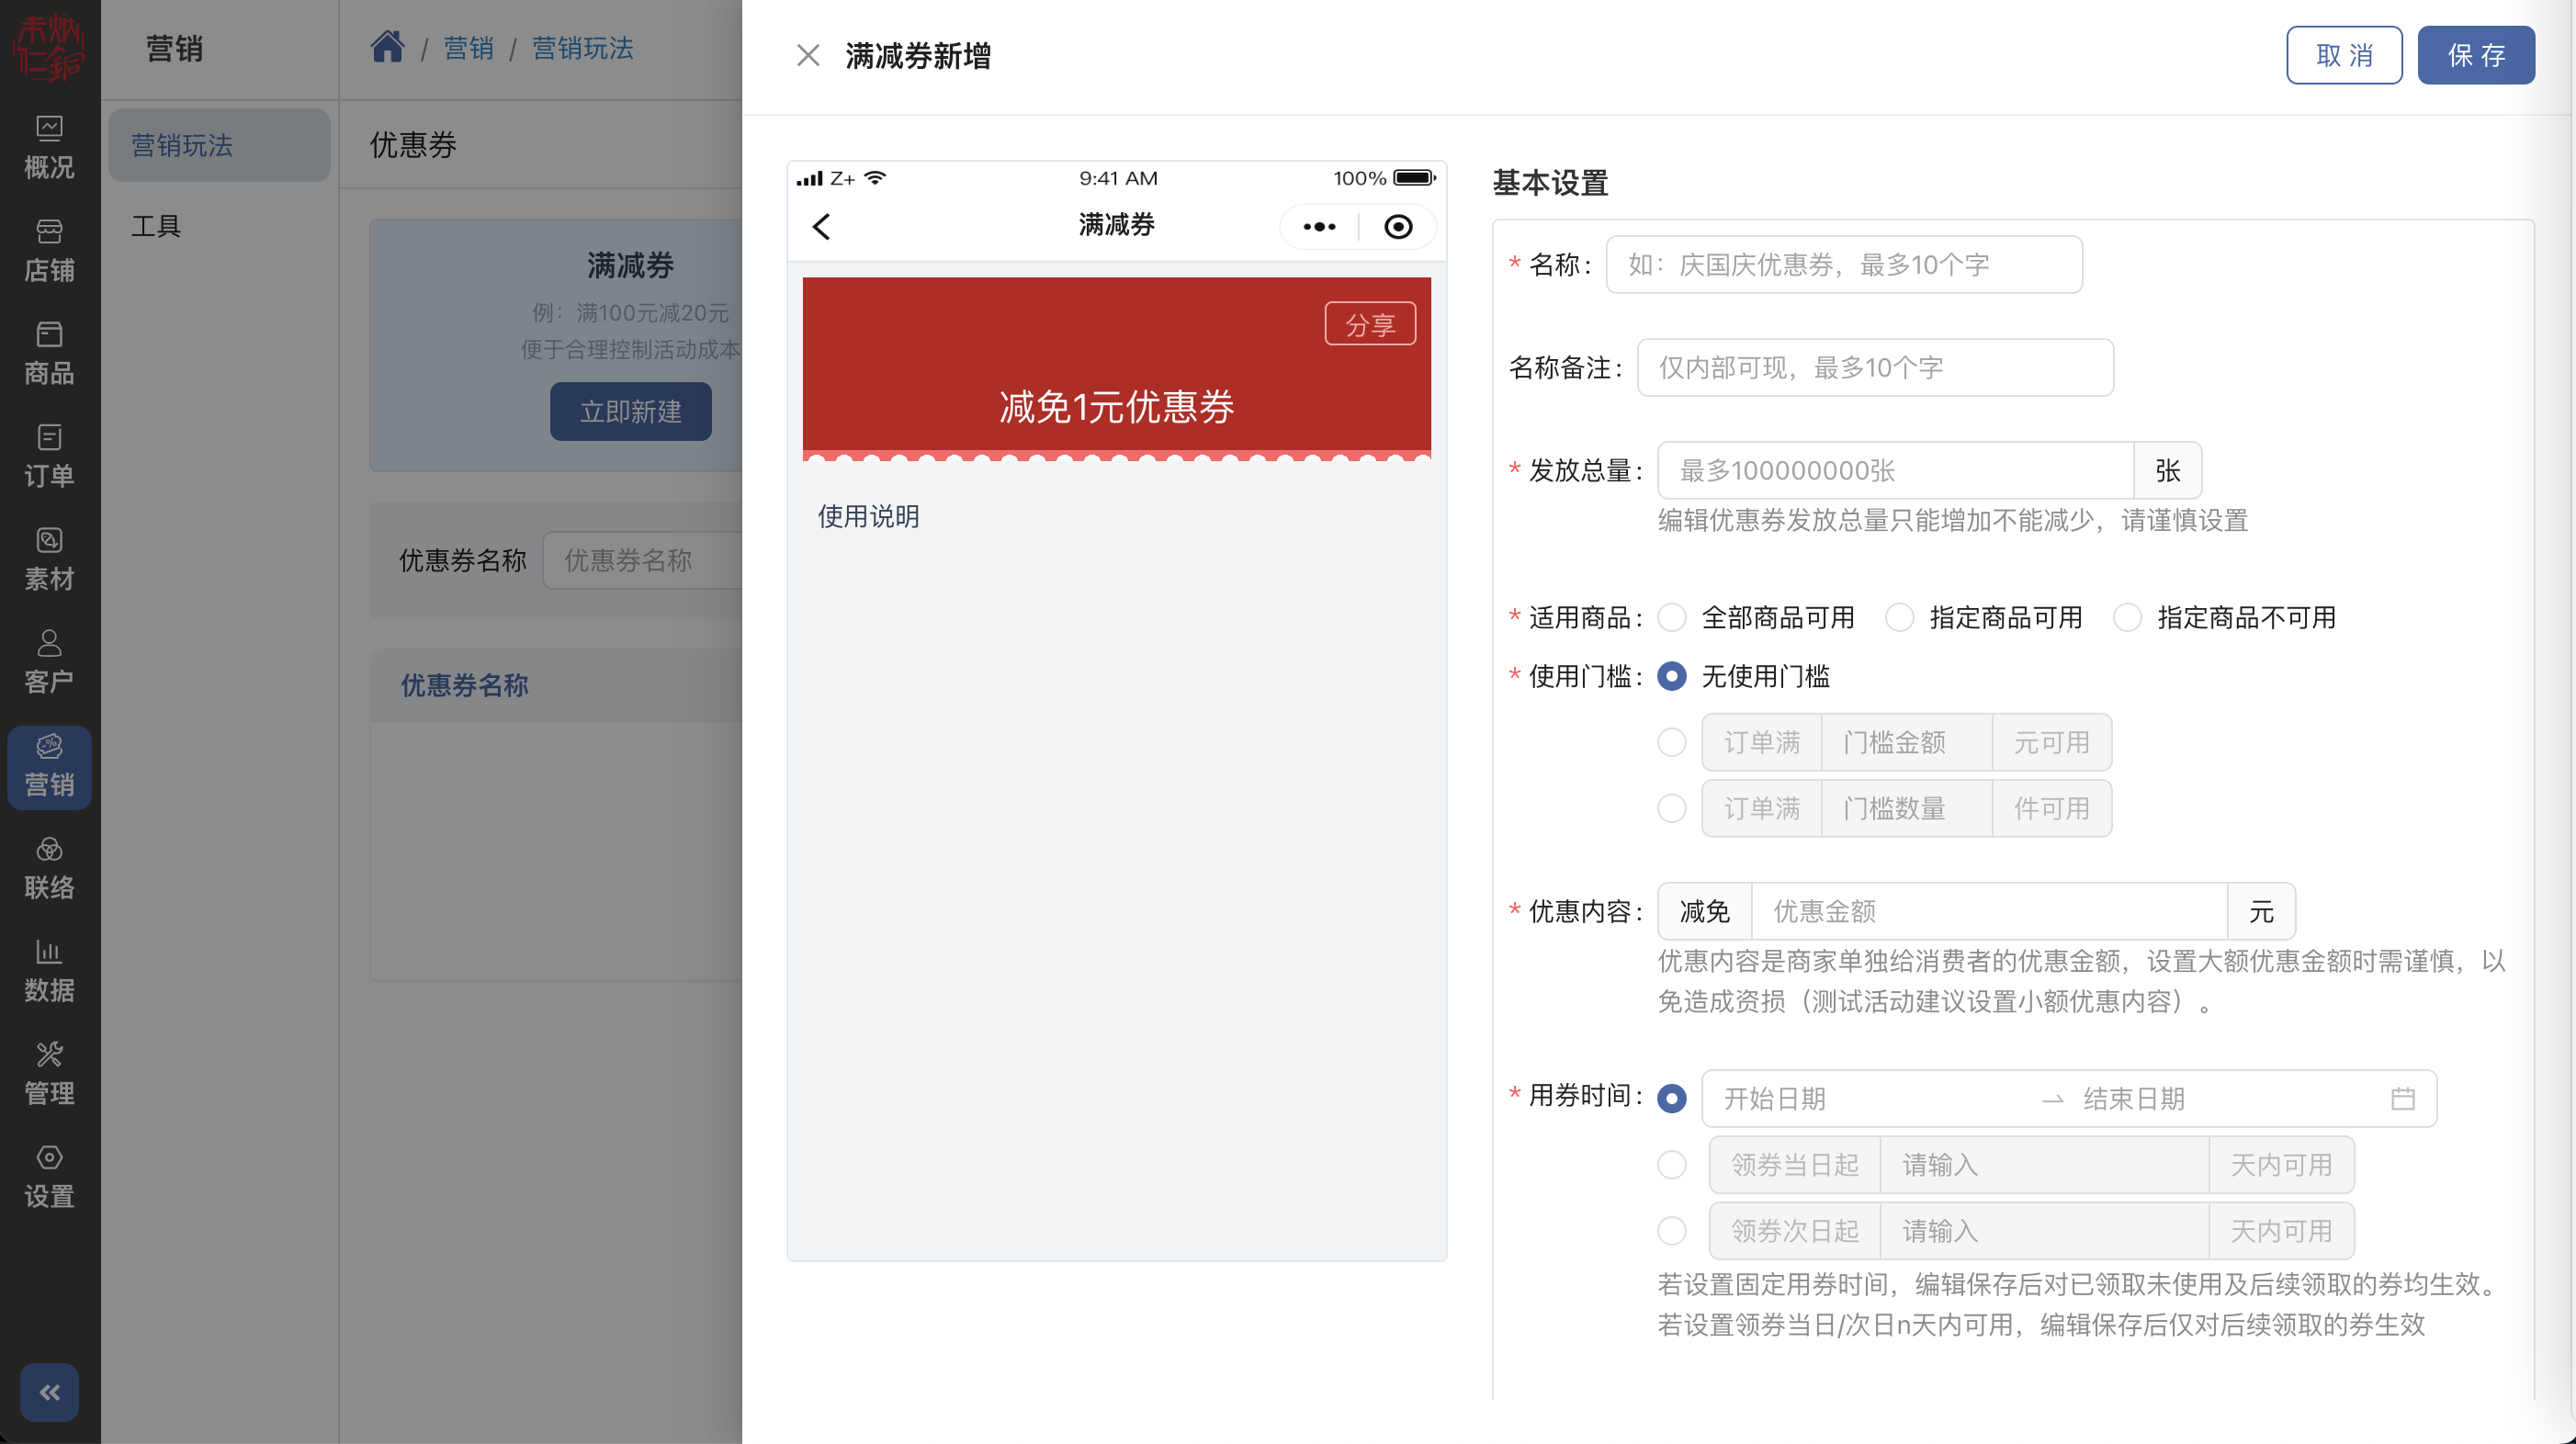 营销
概况
店铺
商品
订单
素材
客户
营销
联络
数据
管理
设置
营销玩法
工具
/ 营销 / 营销玩法
优惠券
满减券
例：满100元减20元
便于合理控制活动成本
立即新建
优惠券名称 优惠券名称
优惠券名称
满减券新增
取 消 保 存
Z+ 9:41 AM 100%
满减券
分享
减免1元优惠券
使用说明
基本设置
* 名称： 如：庆国庆优惠券，最多10个字
名称备注： 仅内部可现，最多10个字
* 发放总量： 最多100000000张 张
编辑优惠券发放总量只能增加不能减少，请谨慎设置
* 适用商品： 全部商品可用 指定商品可用 指定商品不可用
* 使用门槛： 无使用门槛
订单满 门槛金额 元可用
订单满 门槛数量 件可用
* 优惠内容： 减免 优惠金额 元
优惠内容是商家单独给消费者的优惠金额，设置大额优惠金额时需谨慎，以
免造成资损（测试活动建议设置小额优惠内容）。
* 用券时间： 开始日期 → 结束日期
领券当日起 请输入 天内可用
领券次日起 请输入 天内可用
若设置固定用券时间，编辑保存后对已领取未使用及后续领取的券均生效。
若设置领券当日/次日n天内可用，编辑保存后仅对后续领取的券生效